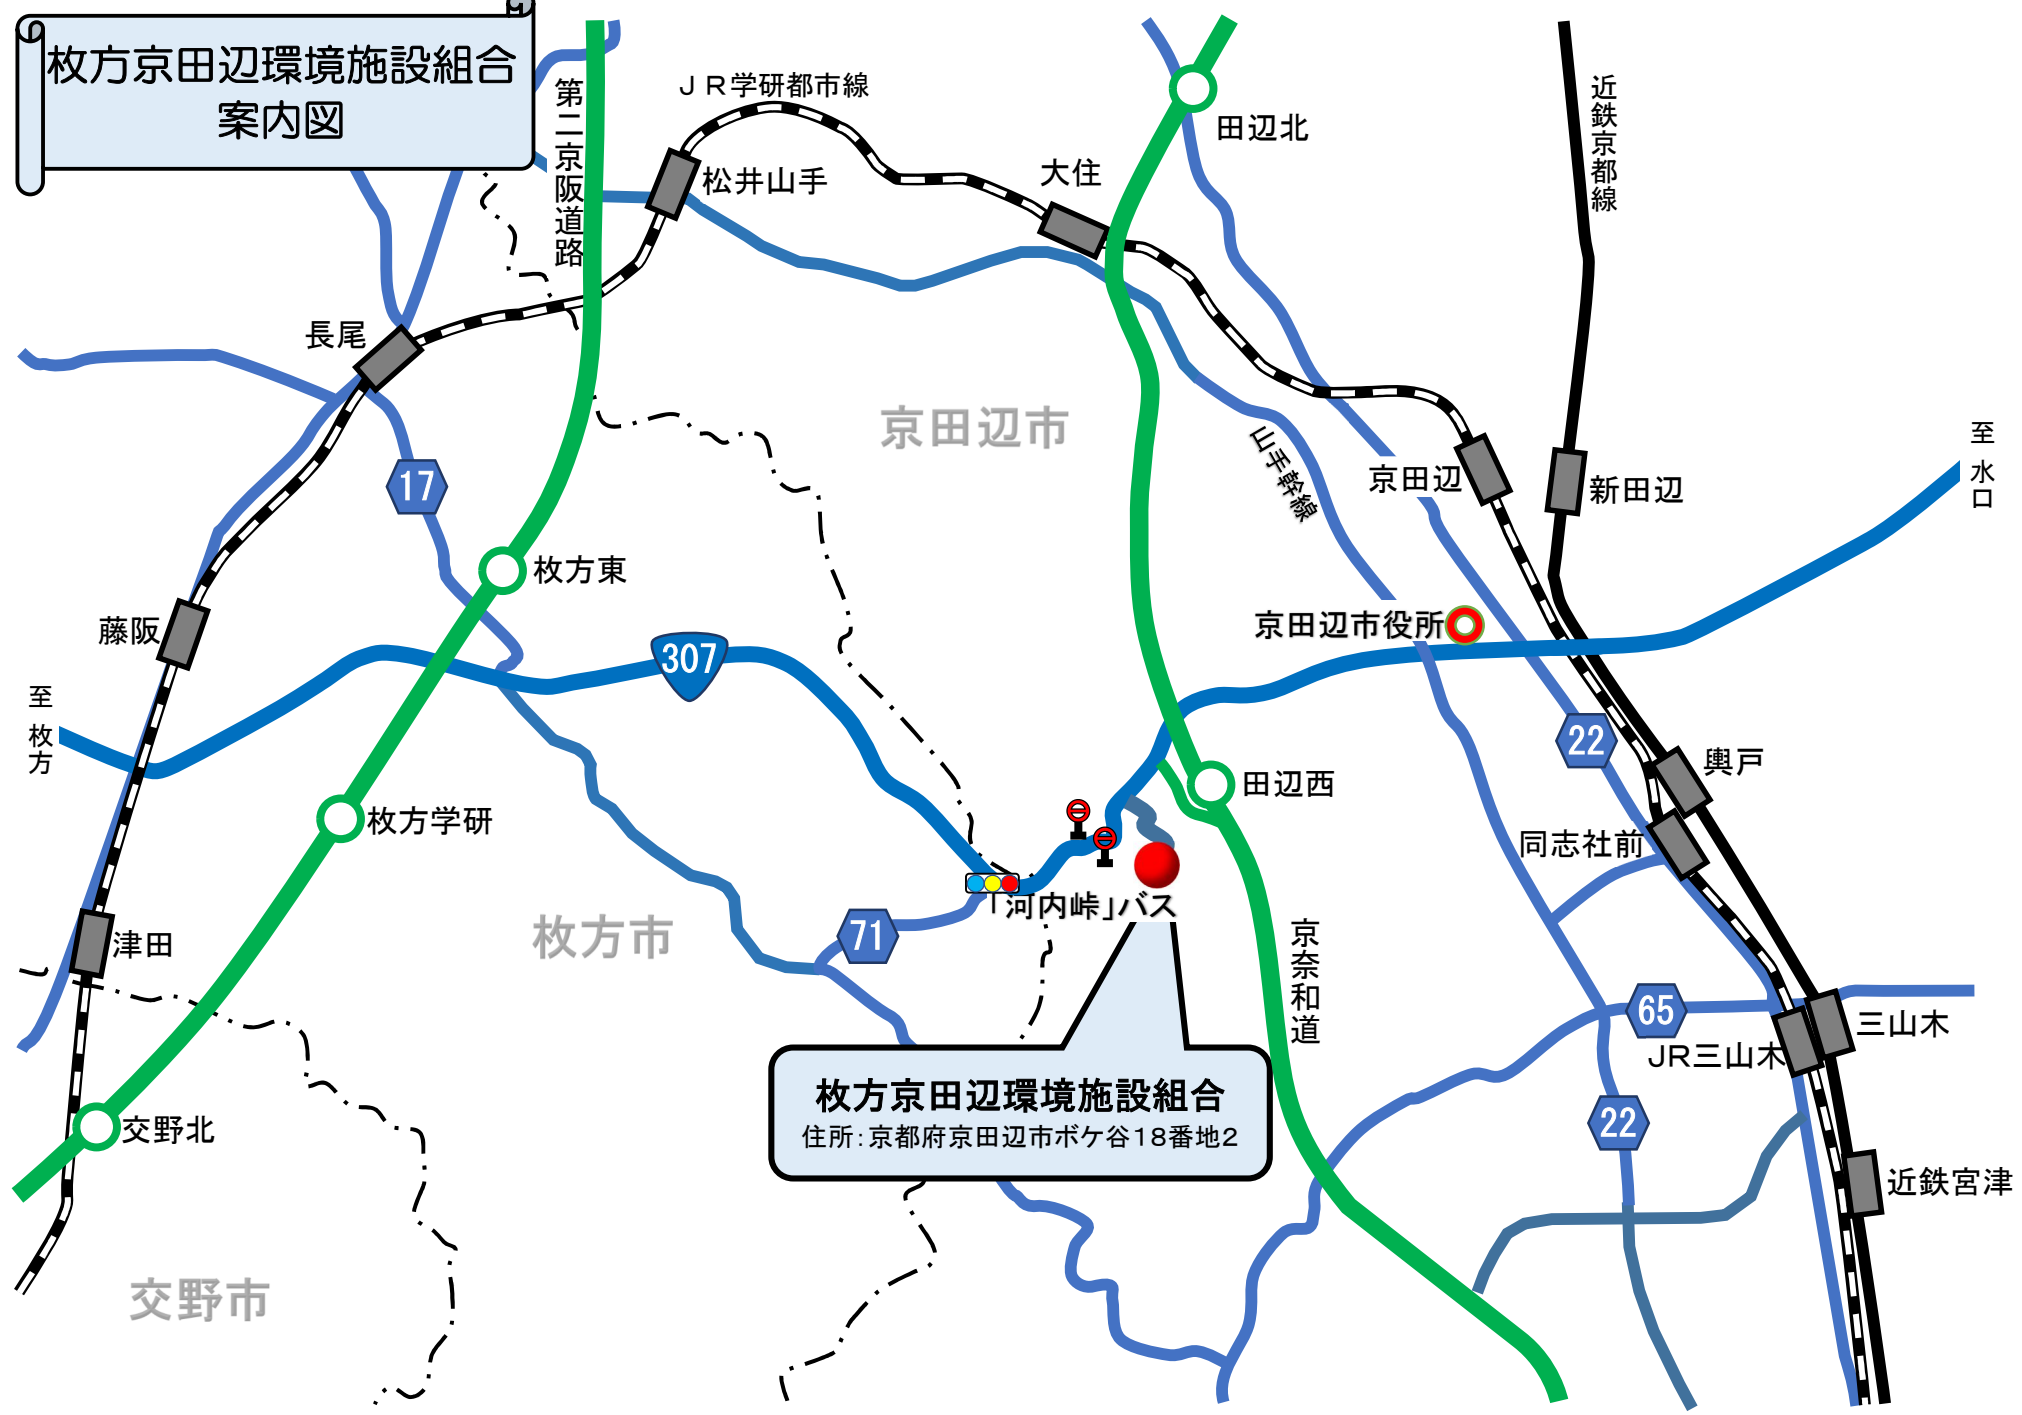 枚方京田辺環境施設組合
案内図
第二京阪道路
ＪＲ学研都市線
松井山手
大住
田辺北
近鉄京都線
長尾
京田辺市
山手幹線
京田辺
新田辺
至 水口
17
枚方東
藤阪
京田辺市役所
307
至 枚方
22
輿戸
田辺西
枚方学研
同志社前
「河内峠」バス
71
枚方市
津田
京奈和道
65
三山木
JR三山木
枚方京田辺環境施設組合
住所：京都府京田辺市ボケ谷18番地2
22
交野北
近鉄宮津
交野市